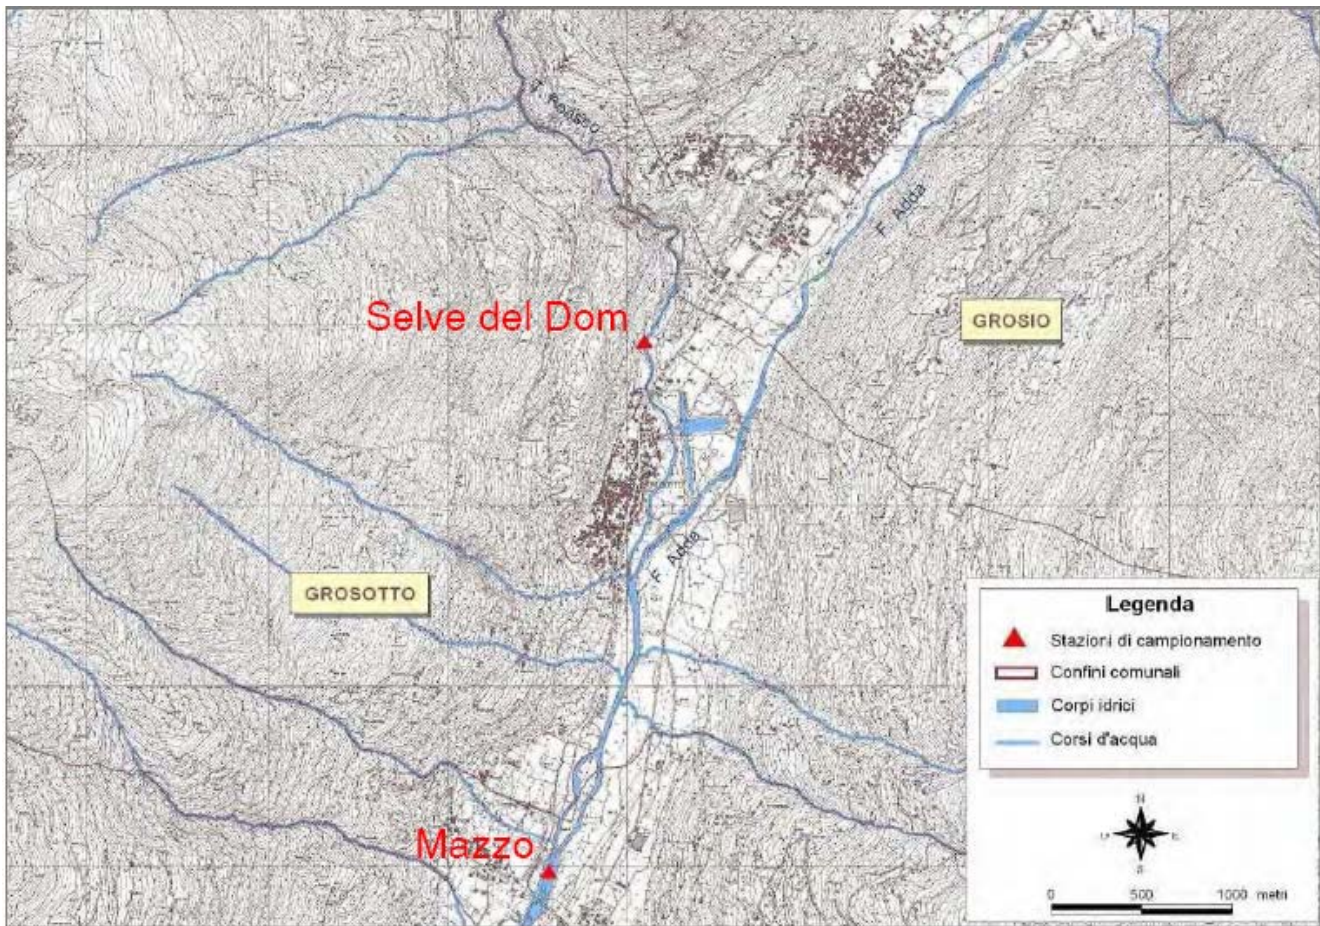 T. Roasco
F. Adda
Selve del Dom
GROSIO
F. Adda
GROSOTTO
Mazzo
Legenda
Stazioni di campionamento
Confini comunali
Corpi idrici
Corsi d'acqua
N
E
S
0 500 1000 metri